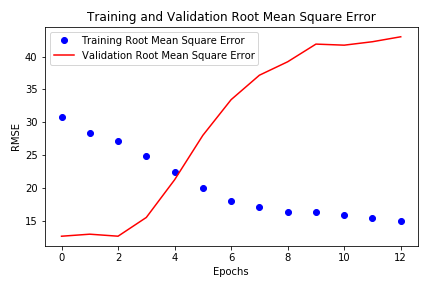 Training and Validation Root Mean Square Error
Training Root Mean Square Error
Validation Root Mean Square Error
RMSE
40
35
30
25
20
15
0 2 4 6 8 10 12
Epochs